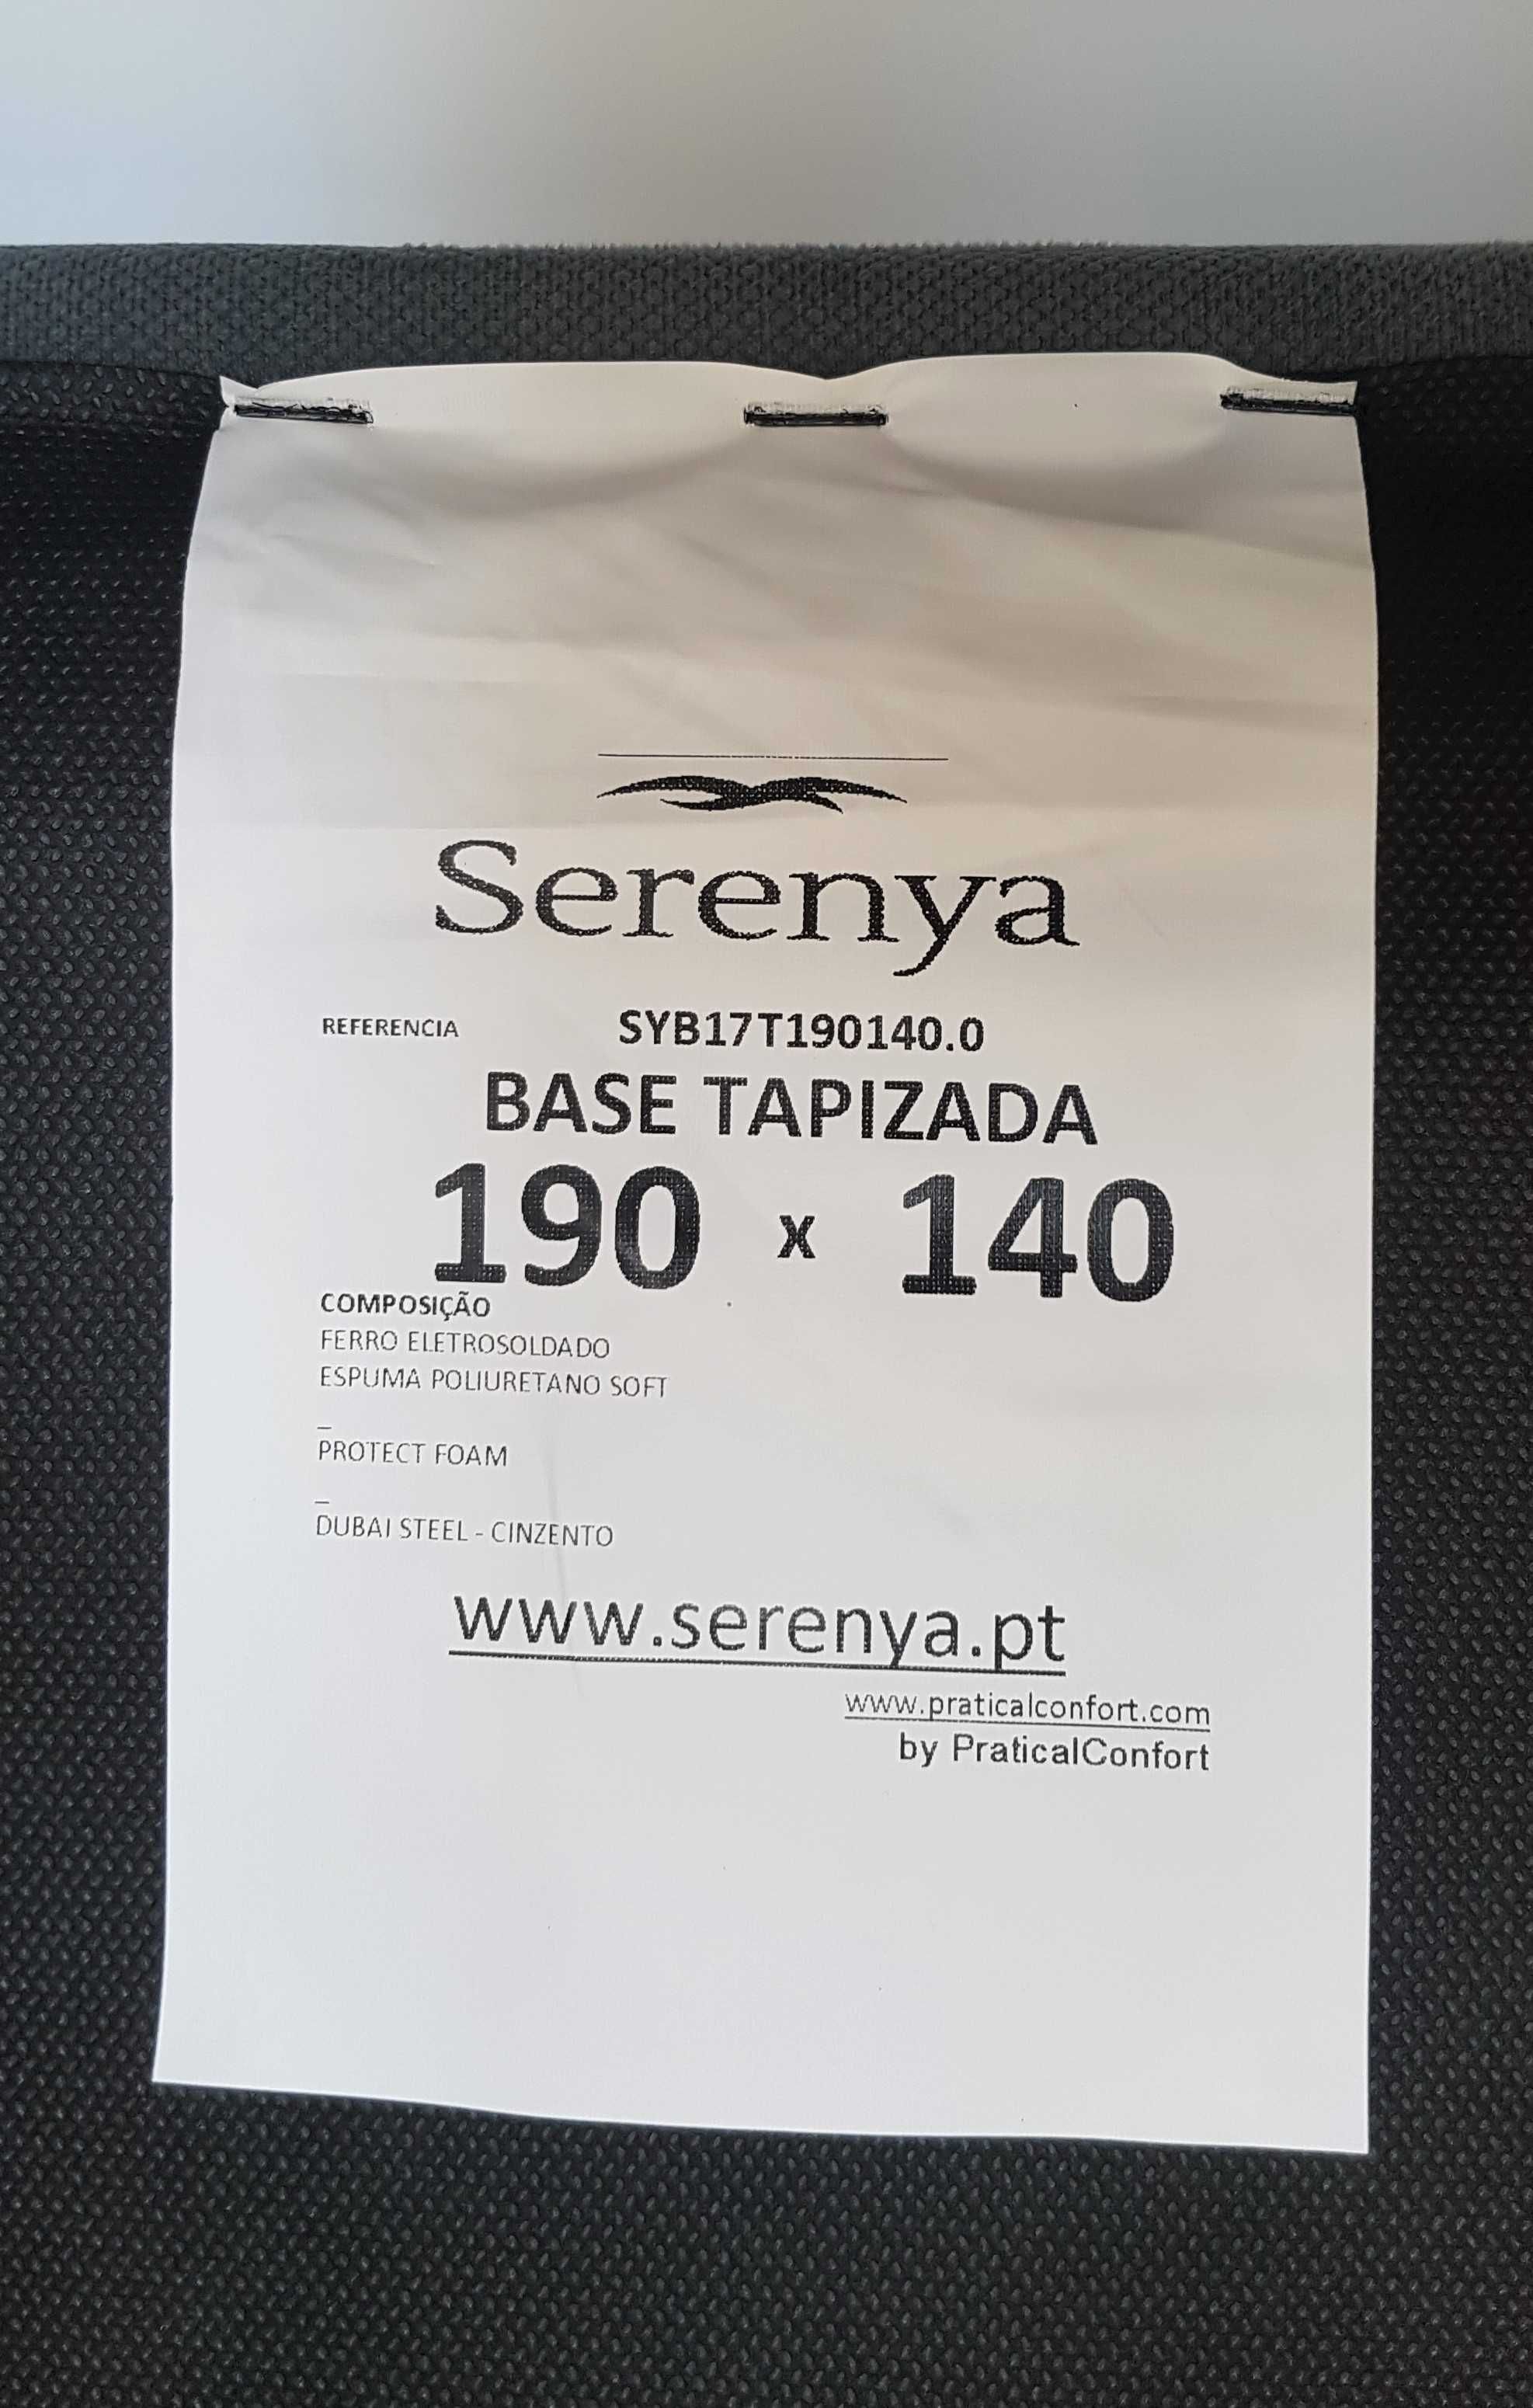 Serenya
REFERENCIA SYB17T190140.0
BASE TAPIZADA
190 x 140
COMPOSIÇÃO
FERRO ELETROSOLDADO
ESPUMA POLIURETANO SOFT
_
PROTECT FOAM
_
DUBAI STEEL - CINZENTO
www.serenya.pt
www.praticalconfort.com
by PraticalConfort